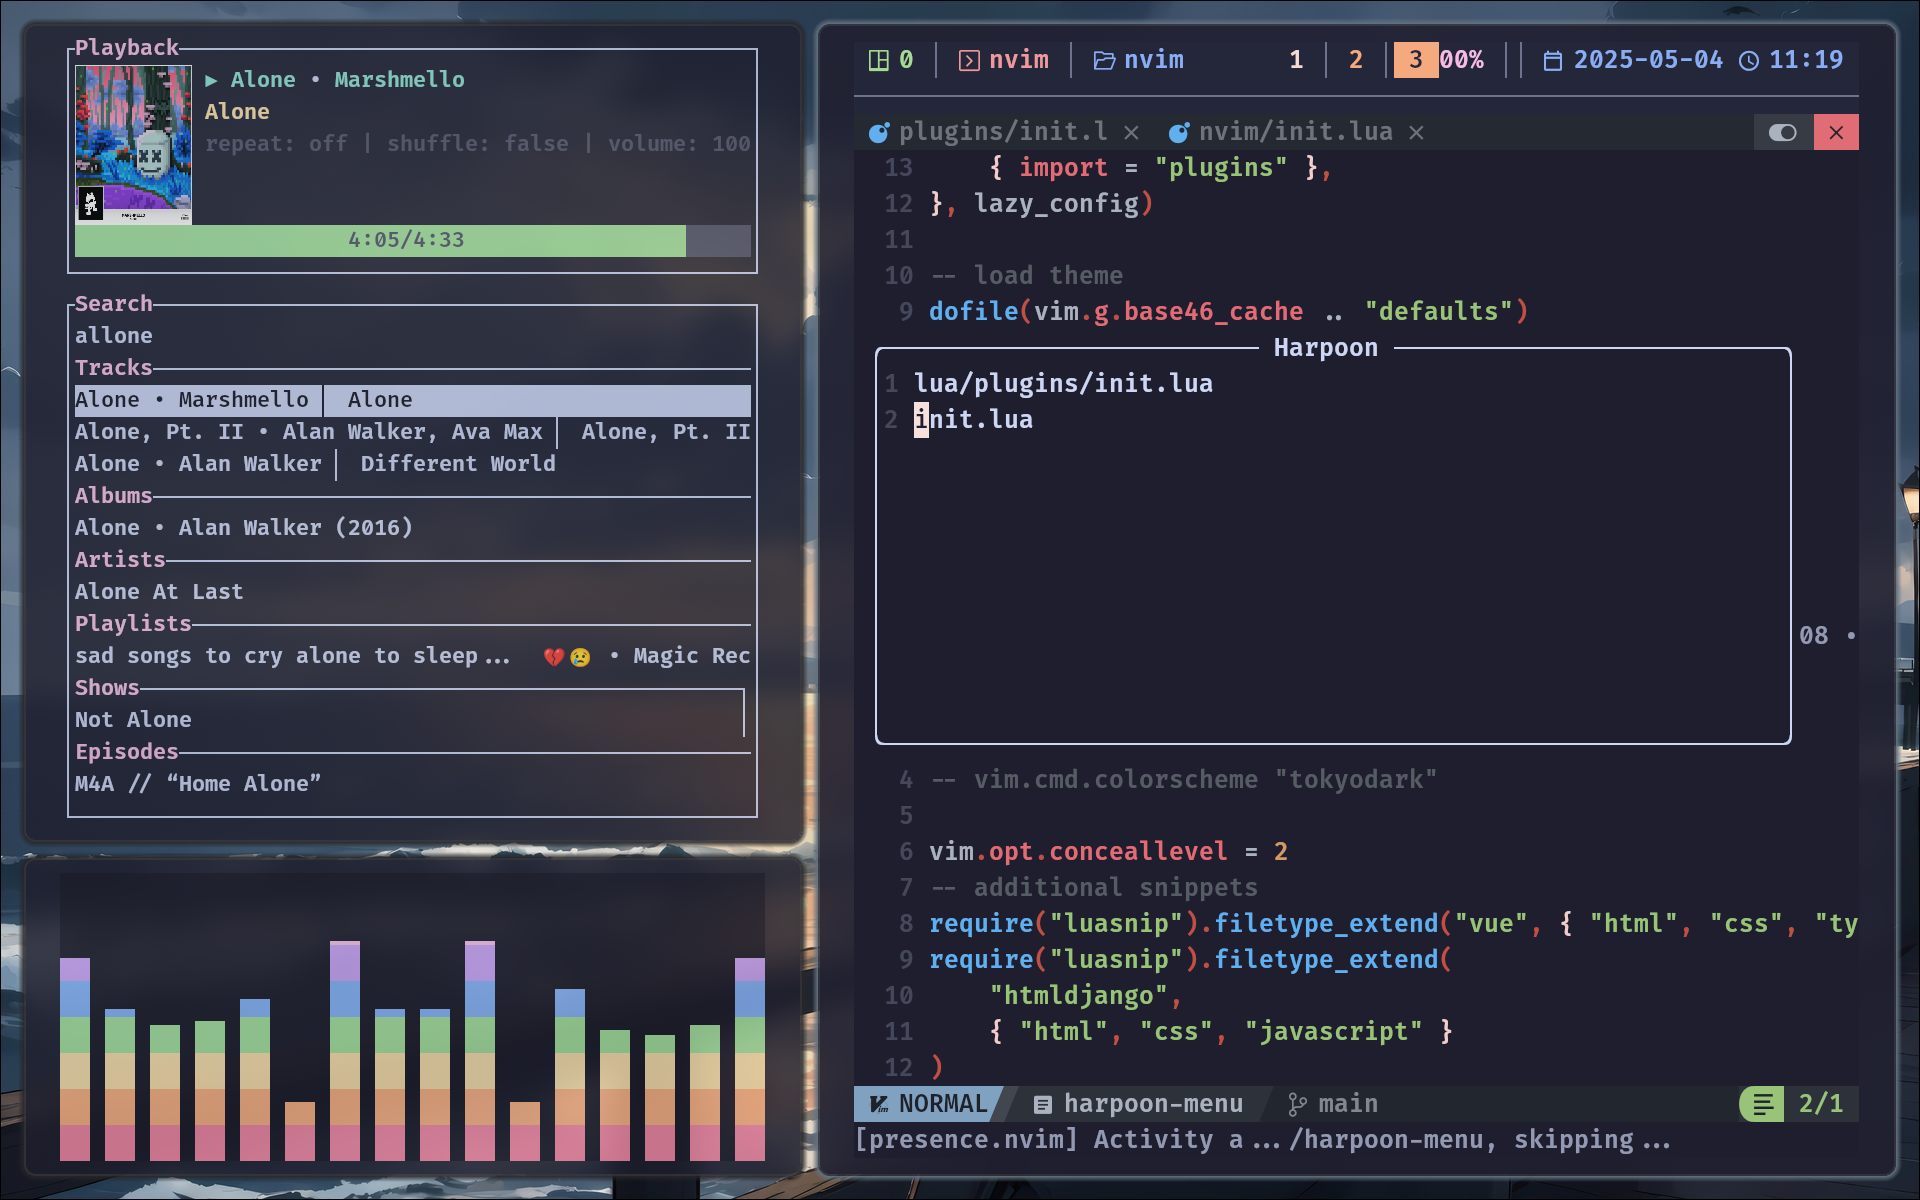 Playback
▶ Alone • Marshmello
Alone
repeat: off | shuffle: false | volume: 100
4:05/4:33
Search
allone
Tracks
Alone • Marshmello │ Alone
Alone, Pt. II • Alan Walker, Ava Max │ Alone, Pt. II
Alone • Alan Walker │ Different World
Albums
Alone • Alan Walker (2016)
Artists
Alone At Last
Playlists
sad songs to cry alone to sleep... 💔😢 • Magic Rec
Shows
Not Alone
Episodes
M4A // “Home Alone”
0 │ nvim │ nvim 1 │ 2 │ 3 00% │ │ 2025-05-04 11:19
plugins/init.l × nvim/init.lua ×
13 { import = "plugins" },
12 }, lazy_config)
11
10 -- load theme
9 dofile(vim.g.base46_cache .. "defaults")
Harpoon
1 lua/plugins/init.lua
2 init.lua
08 •
4 -- vim.cmd.colorscheme "tokyodark"
5
6 vim.opt.conceallevel = 2
7 -- additional snippets
8 require("luasnip").filetype_extend("vue", { "html", "css", "ty
9 require("luasnip").filetype_extend(
10 "htmldjango",
11 { "html", "css", "javascript" }
12 )
NORMAL harpoon-menu main 2/1
[presence.nvim] Activity a.../harpoon-menu, skipping...